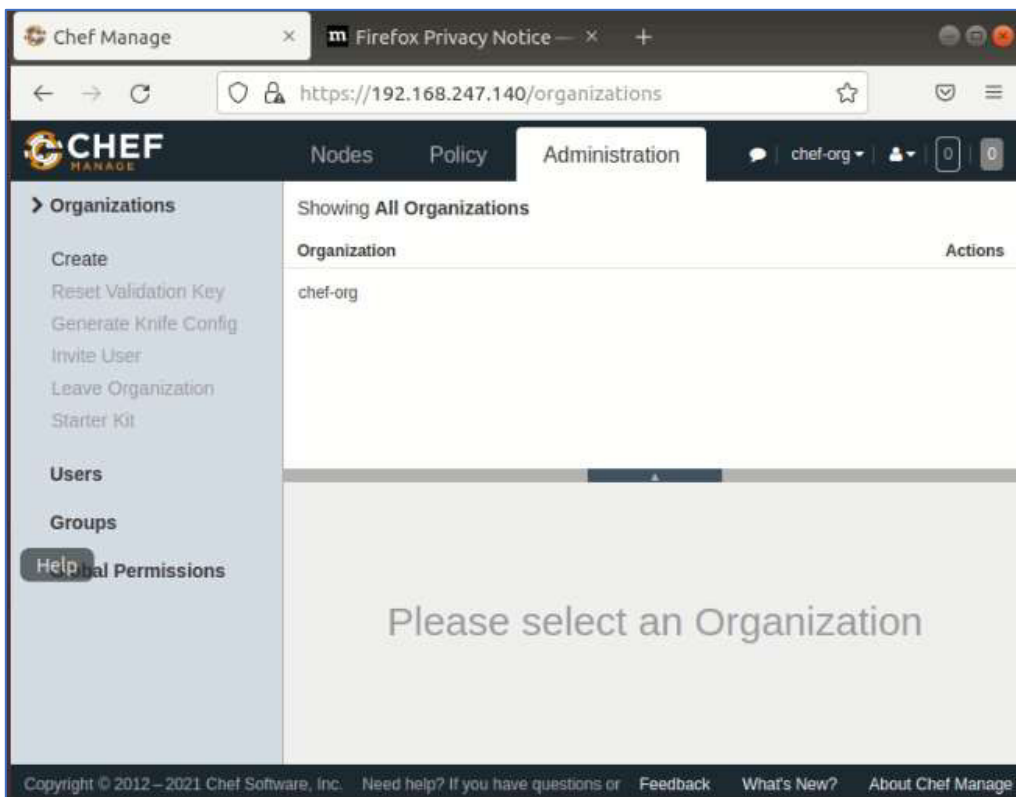 Chef Manage
m Firefox Privacy Notice —
https://192.168.247.140/organizations
CHEF
MANAGE
Nodes Policy Administration chef-org 0 0
Organizations
Showing All Organizations
Organization Actions
Create
Reset Validation Key
chef-org
Generate Knife Config
Invite User
Leave Organization
Starter Kit
Users
Groups
Help
bal Permissions
Please select an Organization
Copyright © 2012 – 2021 Chef Software, Inc. Need help? If you have questions or Feedback What's New? About Chef Manage